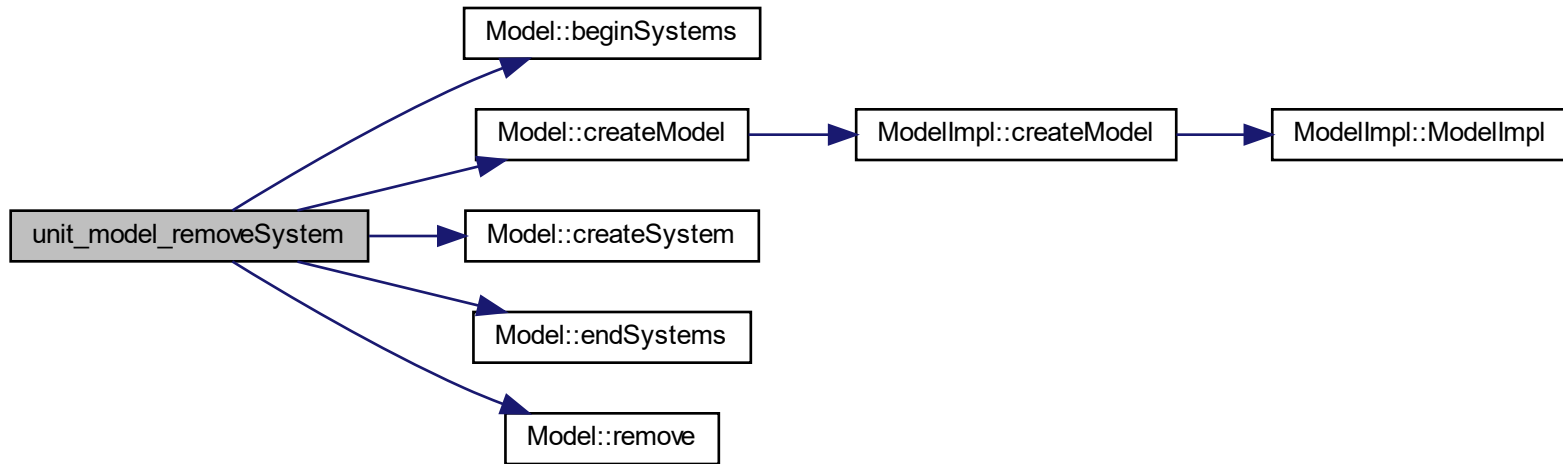 Model::beginSystems
Model::createModel
ModelImpl::createModel
ModelImpl::ModelImpl
unit_model_removeSystem
Model::createSystem
Model::endSystems
Model::remove